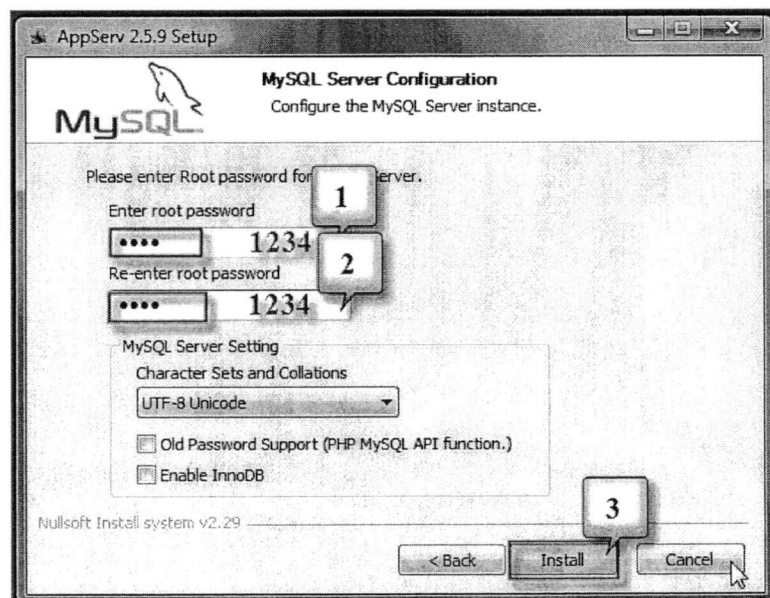 AppServ 2.5.9 Setup
MySQL Server Configuration
Configure the MySQL Server instance.
MySQL
Please enter Root password for erver.
1
Enter root password
•••• 1234
2
Re-enter root password
•••• 1234
MySQL Server Setting
Character Sets and Collations
UTF-8 Unicode
Old Password Support (PHP MySQL API function.)
Enable InnoDB
3
Nullsoft Install system v2.29
< Back Install Cancel